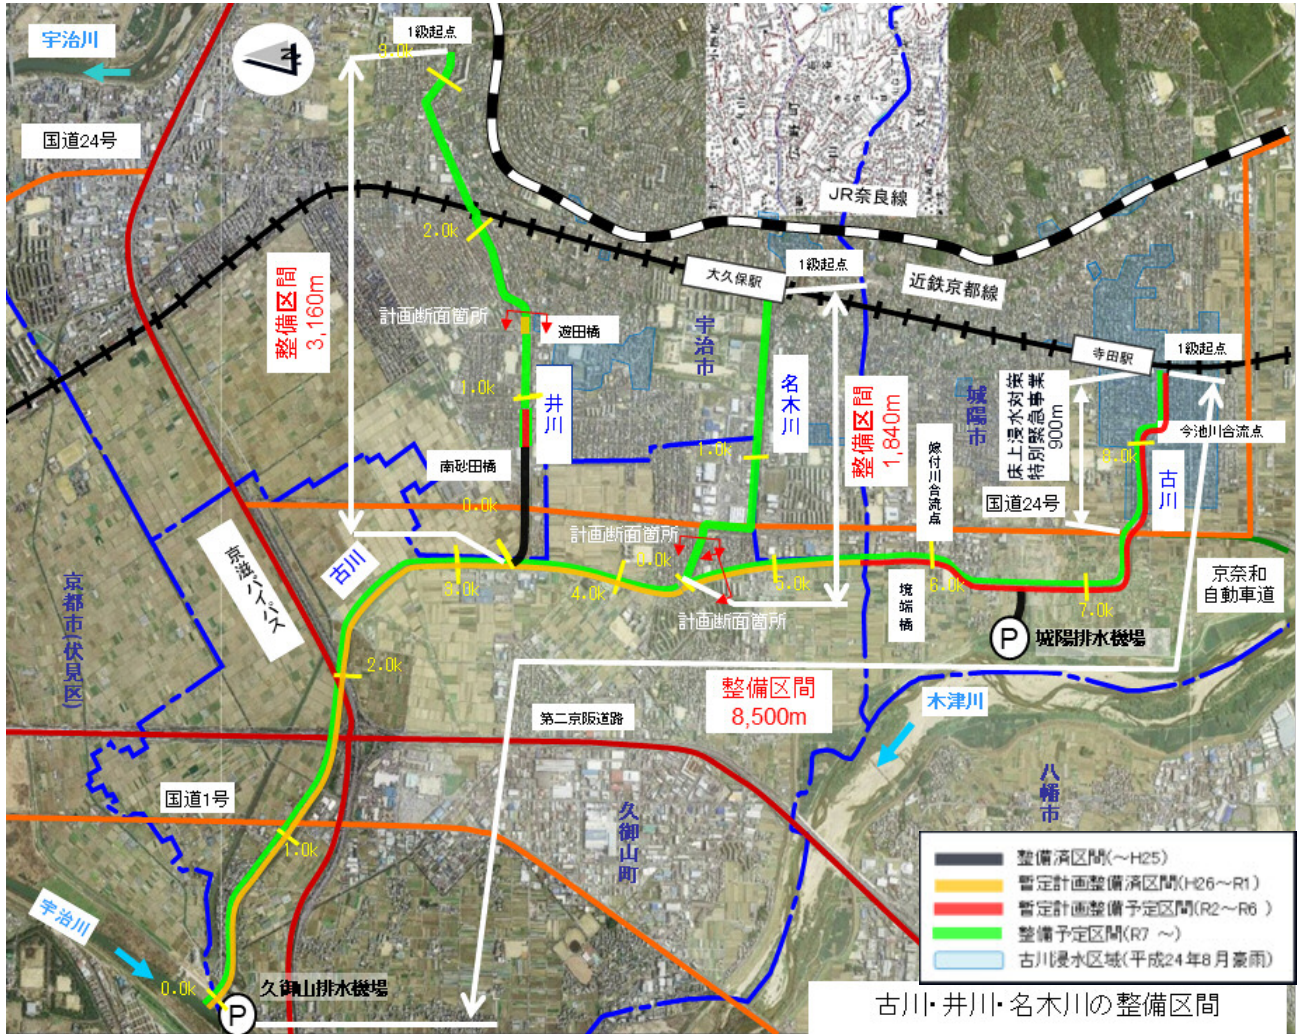 宇治川
1級起点
3.0k
N
国道24号
JR奈良線
2.0k
大久保駅
1級起点
近鉄京都線
整備区間
3,160m
計画断面箇所
遊田橋
宇治市
寺田駅
1級起点
1.0k
井川
名木川
整備区間
1,840m
城陽市
床上浸水対策
特別緊急事業
900m
今池川合流点
南砂田橋
1.0k
嫁付川合流点
8.0k
古川
0.0k
国道24号
京滋バイパス
古川
計画断面箇所
0.0k
3.0k
4.0k
5.0k
6.0k
7.0k
境端橋
京奈和
自動車道
京都市(伏見区)
計画断面箇所
P
城陽排水機場
2.0k
整備区間
8,500m
木津川
第二京阪道路
国道1号
久御山町
八幡市
1.0k
宇治川
0.0k
久御山排水機場
P
整備済区間(～H25)
暫定計画整備済区間(H26～R1)
暫定計画整備予定区間(R2～R6 )
整備予定区間(R7 ～)
古川浸水区域(平成24年8月豪雨)
古川・井川・名木川の整備区間